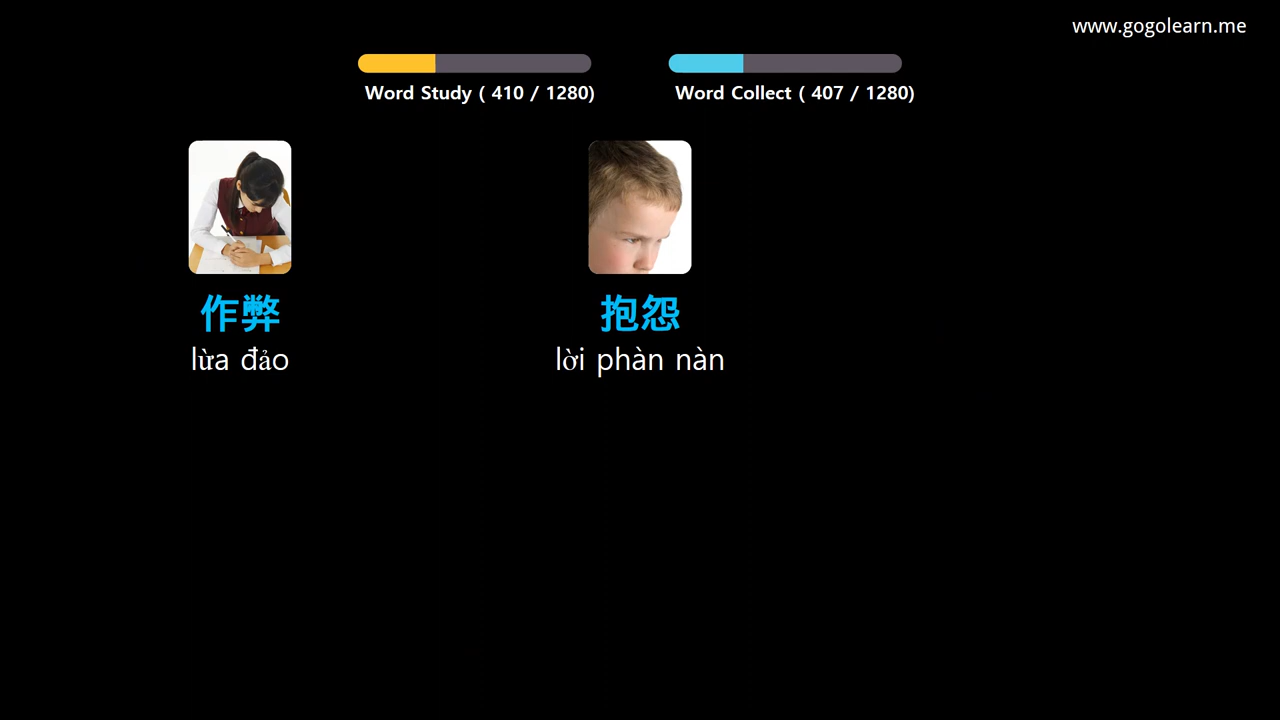 www.gogolearn.me
Word Study ( 410 / 1280)
Word Collect ( 407 / 1280)
作弊
抱怨
lừa đảo
lời phàn nàn